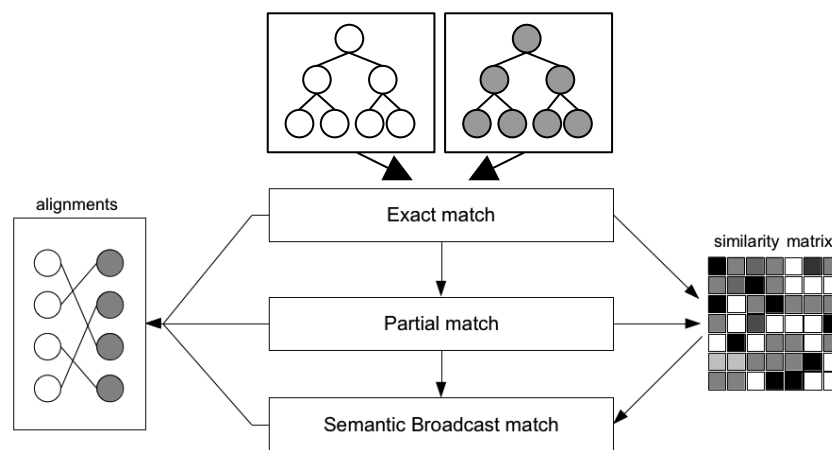 alignments
Exact match
similarity matrix
Partial match
Semantic Broadcast match